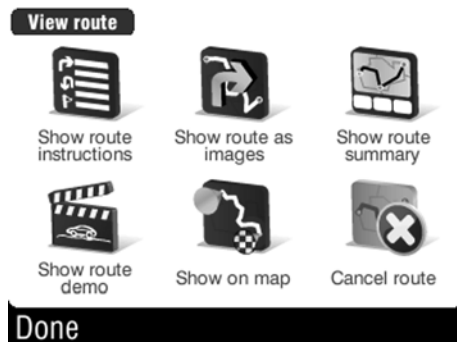 View route
Show route
instructions
Show route as
images
Show route
summary
Show route
demo
Show on map
Cancel route
Done